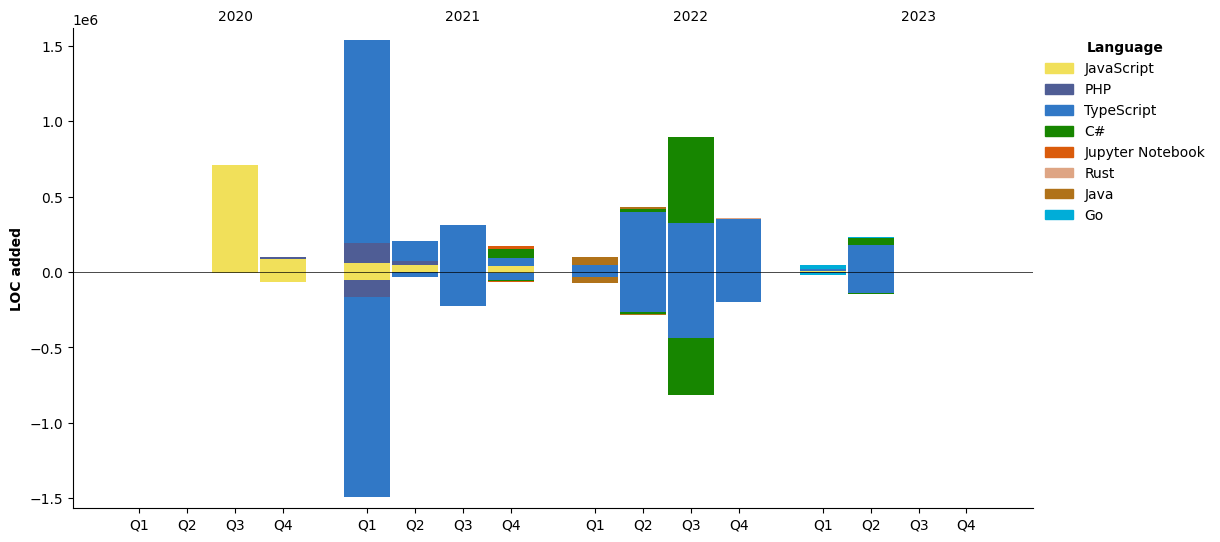 2020 2021 2022 2023
1e6
1.5
1.0
0.5
0.0
−0.5
−1.0
−1.5
LOC added
Q1 Q2 Q3 Q4 Q1 Q2 Q3 Q4 Q1 Q2 Q3 Q4 Q1 Q2 Q3 Q4
Language
JavaScript
PHP
TypeScript
C#
Jupyter Notebook
Rust
Java
Go